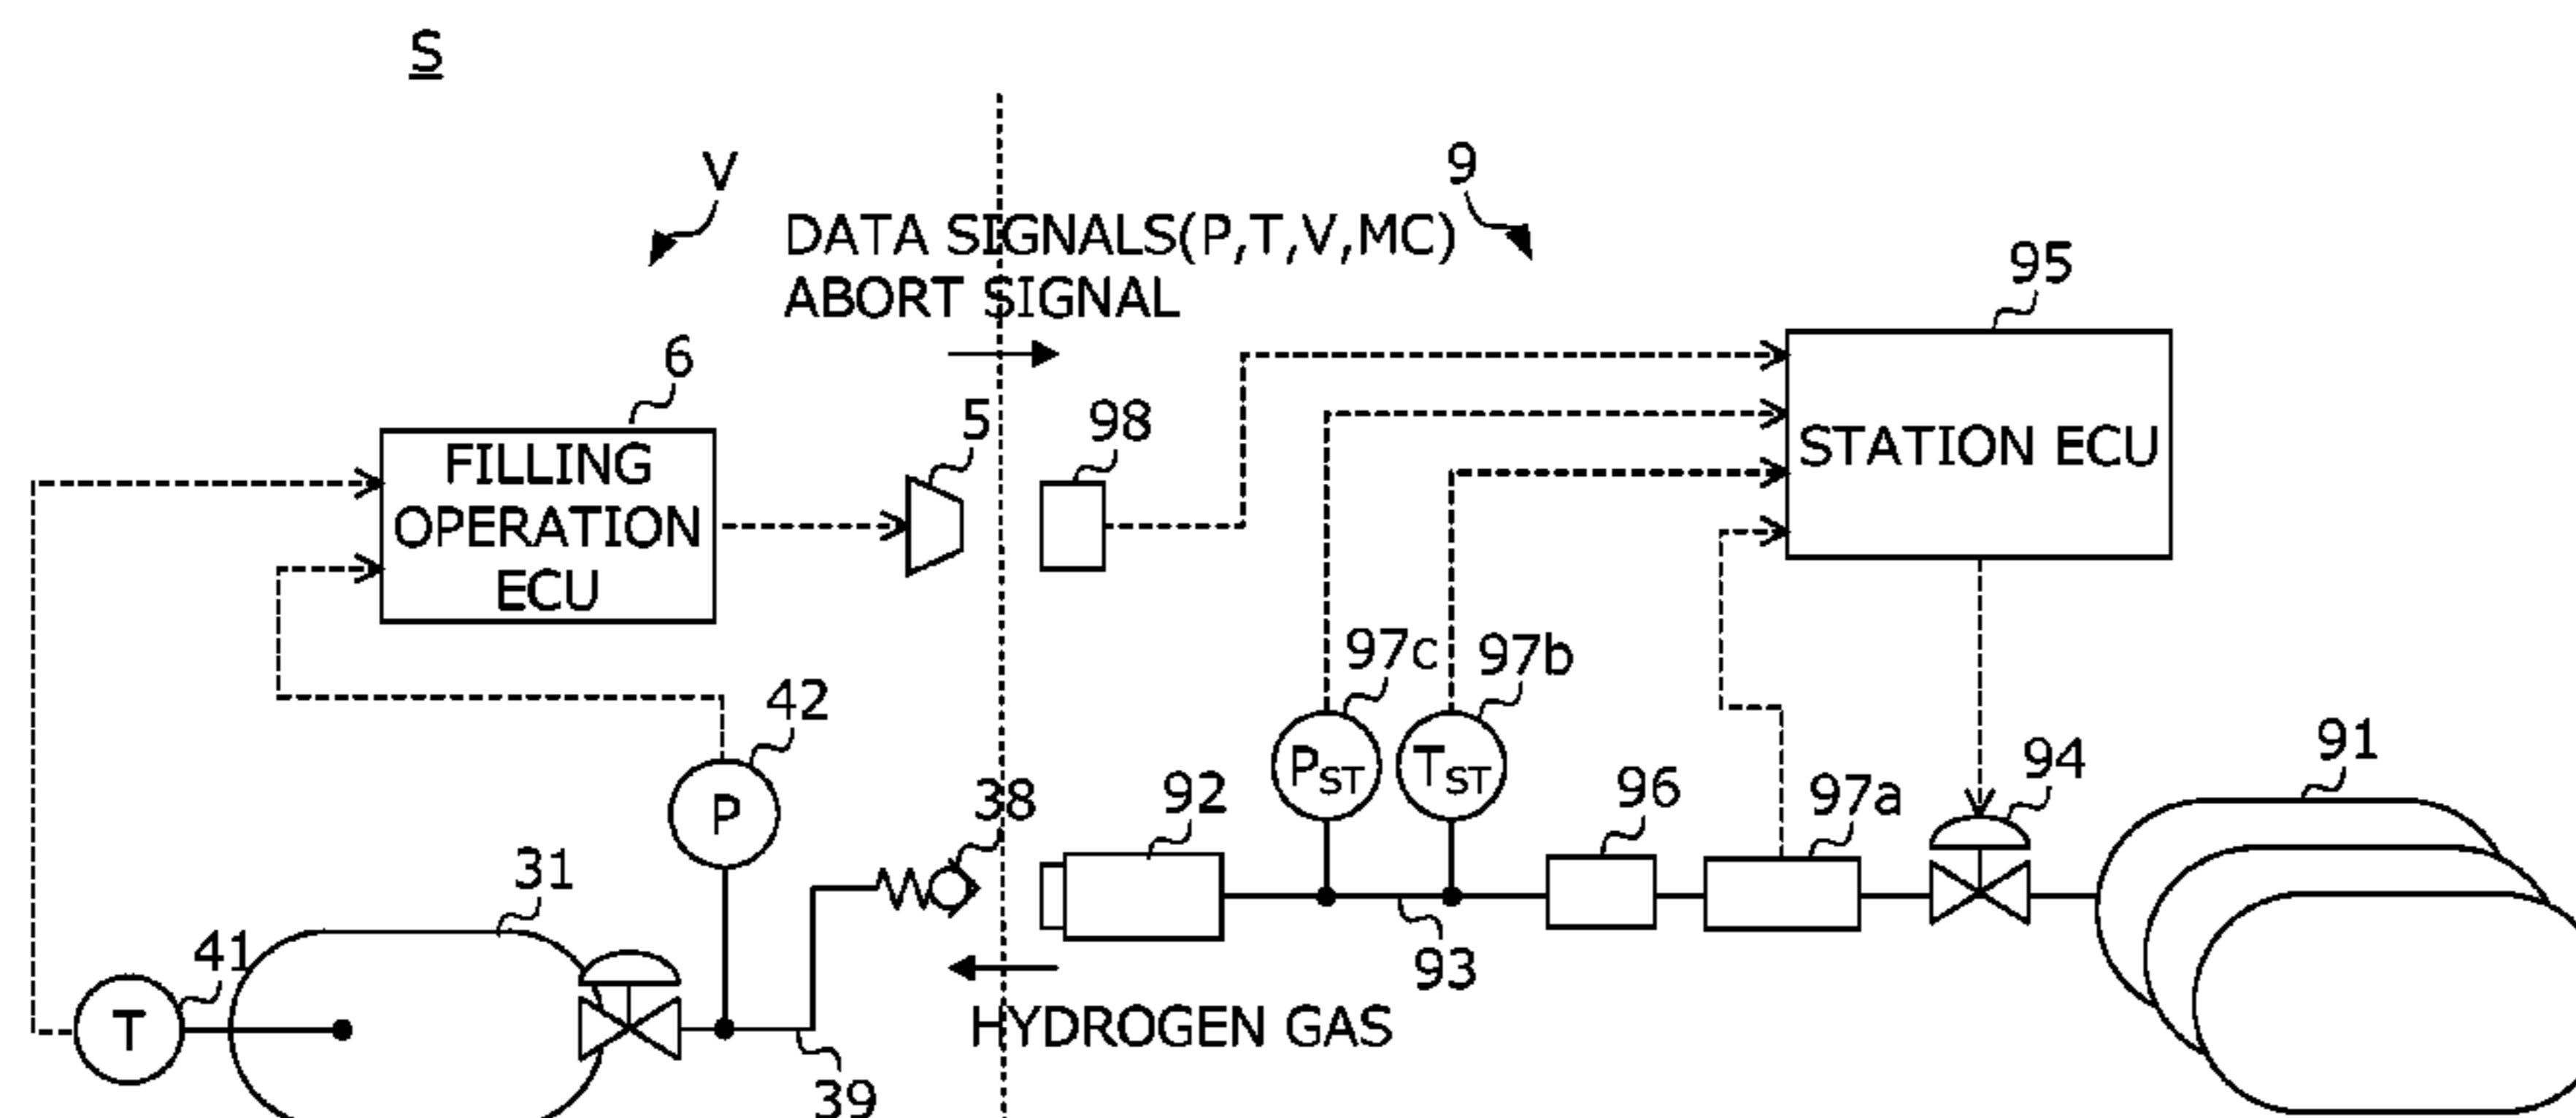 S
V
9
DATA SIGNALS(P,T,V,MC)
ABORT SIGNAL
95
6
5
98
FILLING
OPERATION
ECU
STATION ECU
97c
97b
42
P
38
92
PST
TST
96
97a
94
91
31
41
T
93
HYDROGEN GAS
39